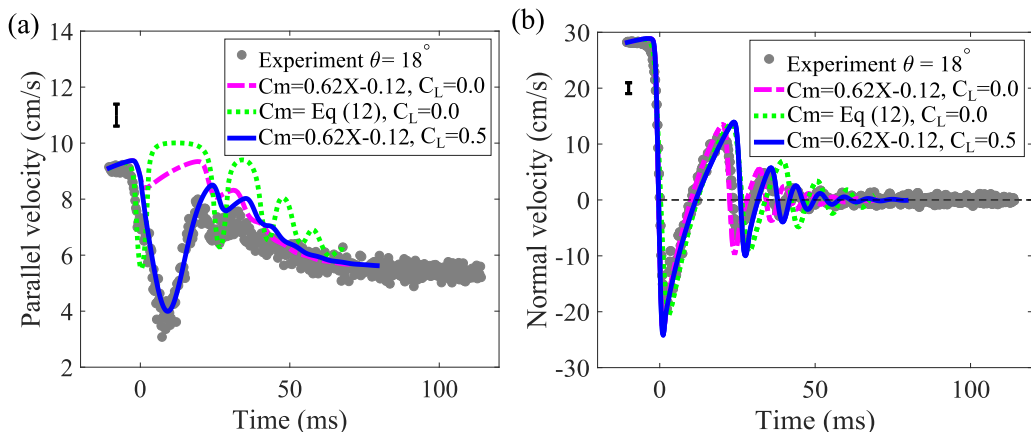 (a)
Parallel velocity (cm/s)
14
12
10
8
6
4
2
Experiment θ= 18°
Cm=0.62X-0.12, C_L=0.0
Cm= Eq (12), C_L=0.0
Cm=0.62X-0.12, C_L=0.5
0
50
100
Time (ms)
(b)
Normal velocity (cm/s)
30
20
10
0
-10
-20
-30
Experiment θ= 18°
Cm=0.62X-0.12, C_L=0.0
Cm= Eq (12), C_L=0.0
Cm=0.62X-0.12, C_L=0.5
0
50
100
Time (ms)